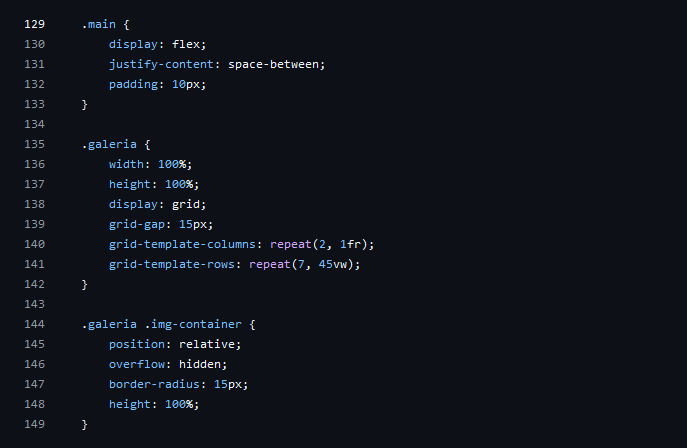 129 .main {
130 display: flex;
131 justify-content: space-between;
132 padding: 10px;
133 }
134
135 .galeria {
136 width: 100%;
137 height: 100%;
138 display: grid;
139 grid-gap: 15px;
140 grid-template-columns: repeat(2, 1fr);
141 grid-template-rows: repeat(7, 45vw);
142 }
143
144 .galeria .img-container {
145 position: relative;
146 overflow: hidden;
147 border-radius: 15px;
148 height: 100%;
149 }